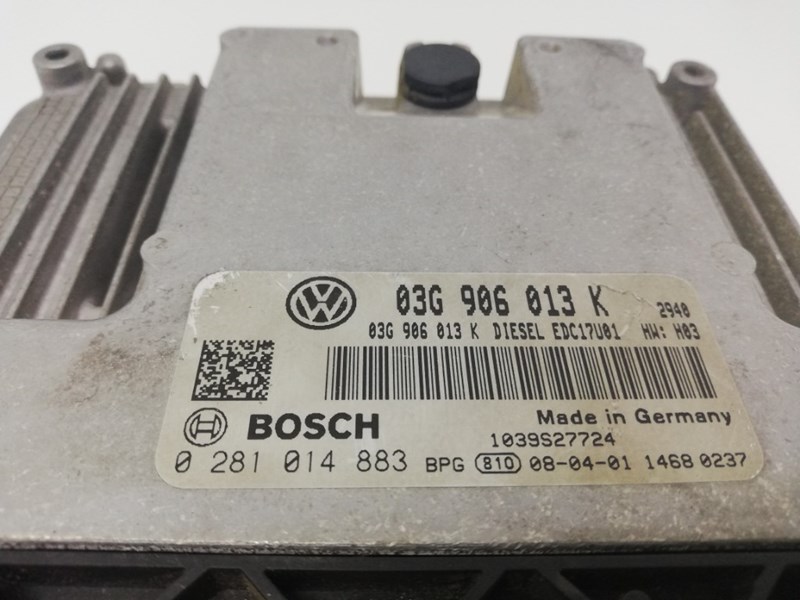 03G 906 013 K 2940
03G 906 013 K DIESEL EDC17U01 HW: H03
Made in Germany
BOSCH
1039S27724
0 281 014 883 BPG 810 08-04-01 1468 0237